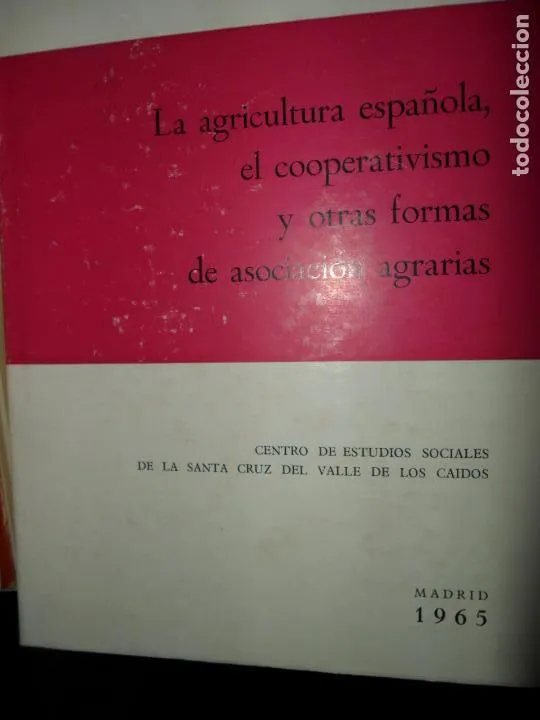 La agricultura española,
el cooperativismo
y otras formas
de asociación agrarias
CENTRO DE ESTUDIOS SOCIALES
DE LA SANTA CRUZ DEL VALLE DE LOS CAIDOS
MADRID
1965
todocoleccion